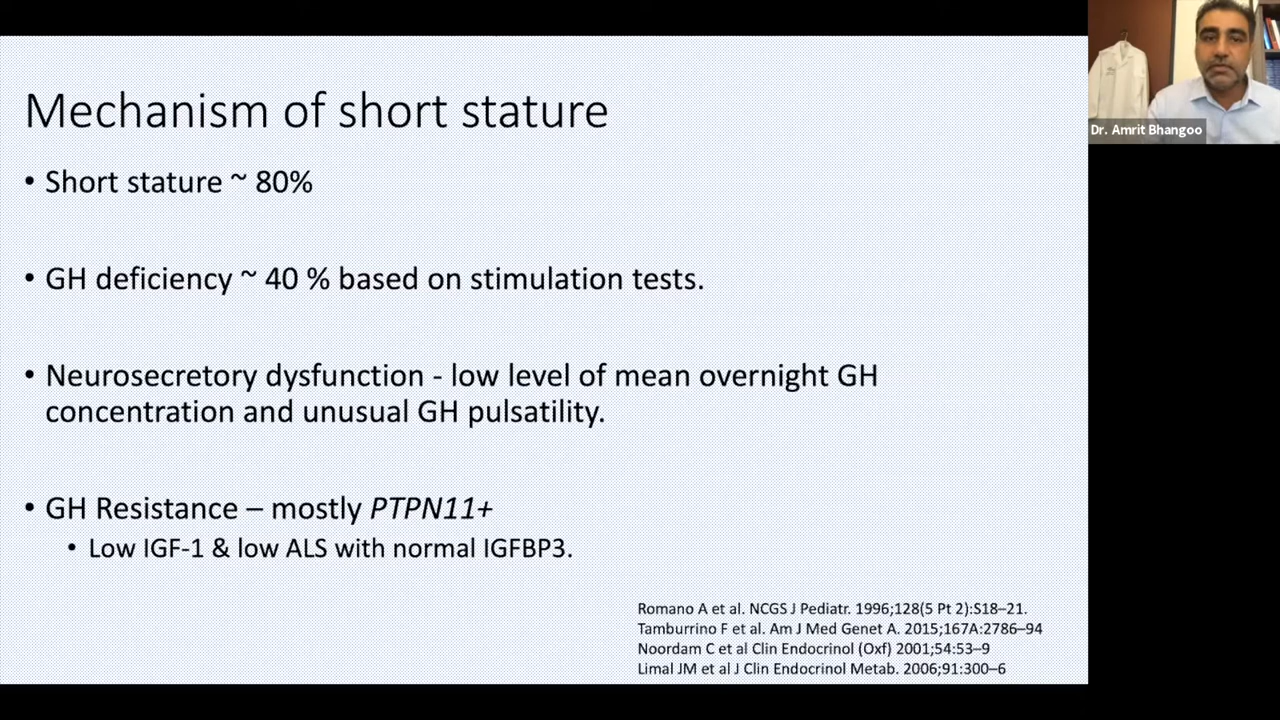 Mechanism of short stature
• Short stature ~ 80%
• GH deficiency ~ 40 % based on stimulation tests.
• Neurosecretory dysfunction - low level of mean overnight GH
concentration and unusual GH pulsatility.
• GH Resistance – mostly PTPN11+
• Low IGF-1 & low ALS with normal IGFBP3.
Romano A et al. NCGS J Pediatr. 1996;128(5 Pt 2):S18–21.
Tamburrino F et al. Am J Med Genet A. 2015;167A:2786–94
Noordam C et al Clin Endocrinol (Oxf) 2001;54:53–9
Limal JM et al J Clin Endocrinol Metab. 2006;91:300–6
Dr. Amrit Bhangoo